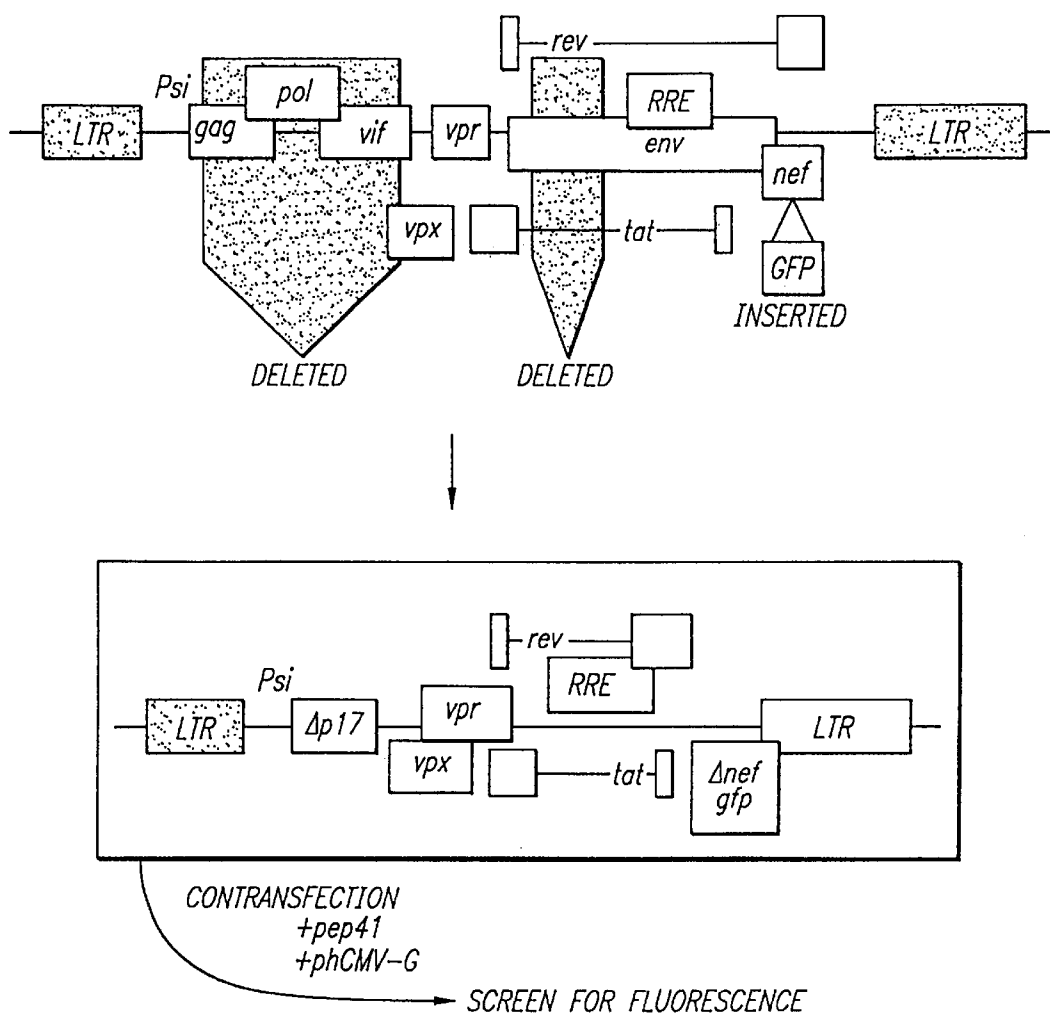 rev
Psi
pol
RRE
LTR
gag
vif
vpr
env
LTR
nef
vpx
tat
GFP
INSERTED
DELETED
DELETED
rev
RRE
Psi
vpr
LTR
Δp17
LTR
vpx
tat
Δnef
gfp
CONTRANSFECTION
+pep41
+phCMV-G
SCREEN FOR FLUORESCENCE